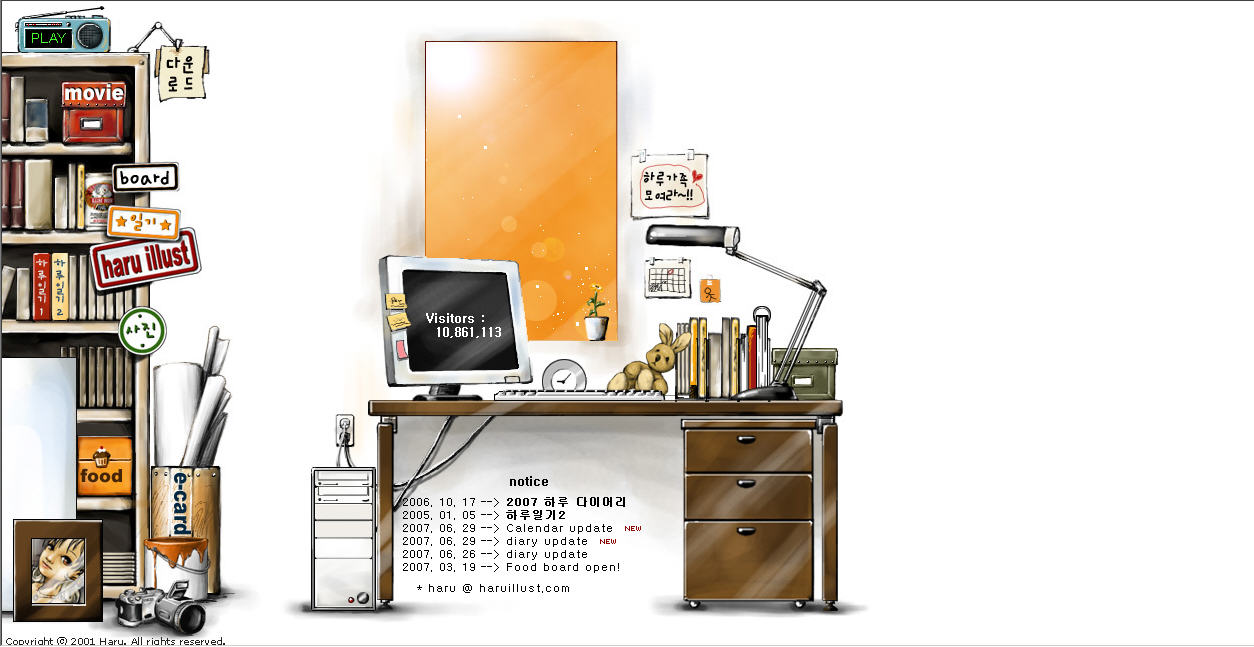 PLAY
다운
로드
movie
board
★일기★
haru illust
하루일기 1
하루일기 2
사진
food
e-card
Copyright ⓒ 2001 Haru. All rights reserved.
하루가족
모여라~!!
Visitors :
10,861,113
notice
2006. 10. 17 --> 2007 하루 다이어리
2005. 01. 05 --> 하루일기2
2007. 06. 29 --> Calendar update NEW
2007. 06. 29 --> diary update NEW
2007. 06. 26 --> diary update
2007. 03. 19 --> Food board open!
* haru @ haruillust.com